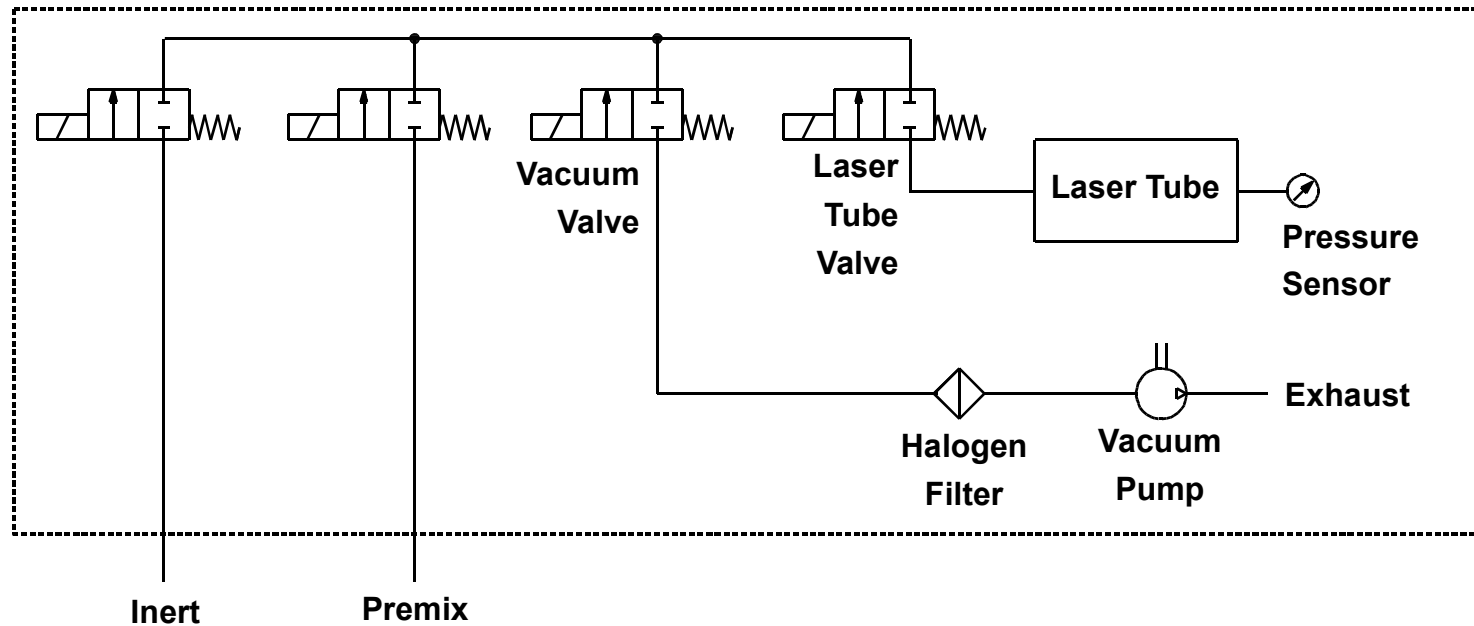 Vacuum
Valve
Laser
Tube
Valve
Laser Tube
Pressure
Sensor
Halogen
Filter
Vacuum
Pump
Exhaust
Inert
Premix